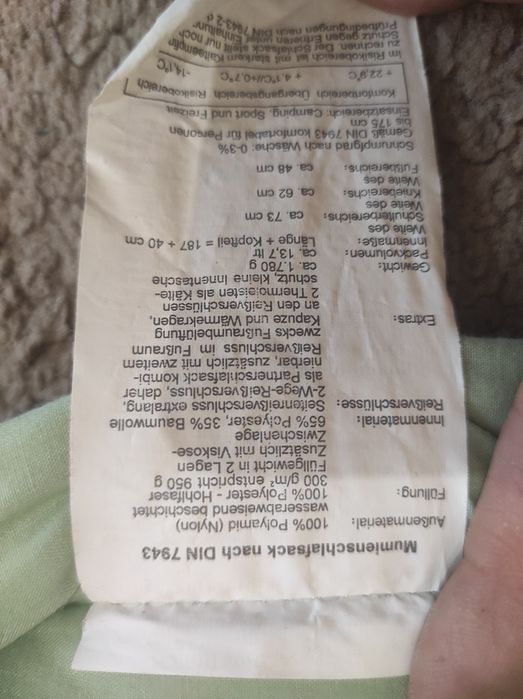 Mumienschlafsack nach DIN 7943
Außenmaterial: 100% Polyamid (Nylon)
wasserabweisend beschichtet
Füllung: 100% Polyester - Hohlfaser
300 g/m² entspricht 950 g
Füllgewicht in 2 Lagen
Zusätzlich mit Viskose-
Zwischenlage
Innenmaterial: 65% Polyester, 35% Baumwolle
Reißverschlüsse: Seitenreißverschluss extralang,
2-Wege-Reißverschluss, daher
als Partnerschlafsack kombi-
nierbar, zusätzlich mit zweitem
Reißverschluss im Fußraum
zwecks Fußraumbelüftung
Extras: Kapuze und Wärmekragen,
an den Reißverschlüssen
2 Thermoleisten als Kälte-
schutz, kleine Innentasche
Gewicht: ca. 1.780 g
Packvolumen: ca. 13,7 ltr
Innenmaße: Länge + Kopfteil = 187 + 40 cm
Weite des
Schulterbereichs: ca. 73 cm
Weite des
Kniebereichs: ca. 62 cm
Weite des
Fußbereichs: ca. 48 cm
Schrumpfgrad nach Wäsche: 0-3%
Gemäß DIN 7943 komfortabel für Personen
bis 175 cm
Einsatzbereich: Camping, Sport und Freizeit
Komfortbereich Übergangsbereich Risikobereich
+ 22,9°C + 4,1°C//-0,7°C -14,1°C
Im Risikobereich ist mit starkem Kälteempfin
zu rechnen. Der Schlafsack stellt nur noch
Schutz gegen Erfrieren unter Einhaltung
Prüfbedingungen nach DIN 7943-2 d